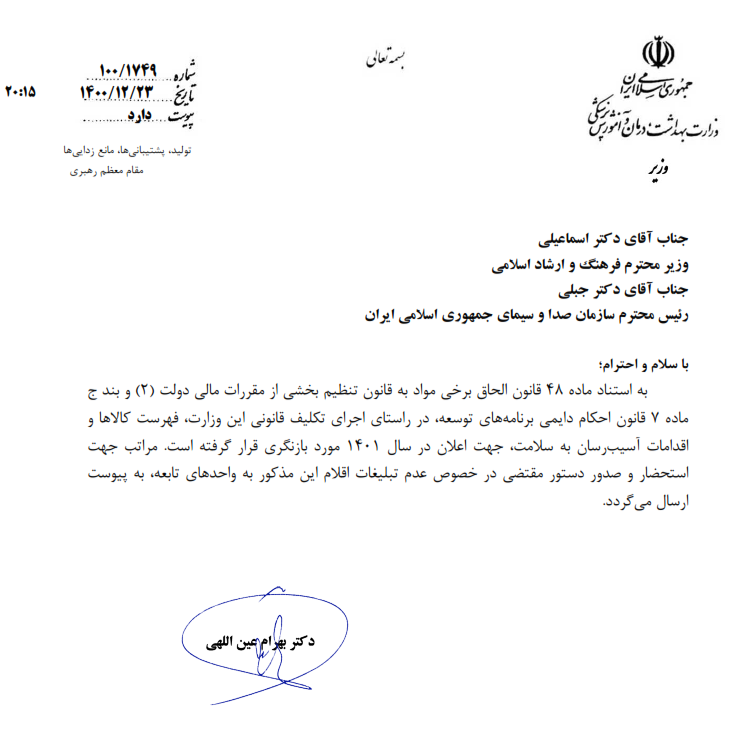 بسمه تعالی
جمهوری اسلامی ایران
وزارت بهداشت، درمان و آموزش پزشکی
وزیر
شماره ۱۰۰/۱۷۴۹
تاریخ ۱۴۰۰/۱۲/۲۳ ۲۰:۱۵
پیوست دارد
تولید، پشتیبانی‌ها، مانع زدایی‌ها
مقام معظم رهبری
جناب آقای دکتر اسماعیلی
وزیر محترم فرهنگ و ارشاد اسلامی
جناب آقای دکتر جبلی
رئیس محترم سازمان صدا و سیمای جمهوری اسلامی ایران
با سلام و احترام؛
به استناد ماده ۴۸ قانون الحاق برخی مواد به قانون تنظیم بخشی از مقررات مالی دولت (۲) و بند ج
ماده ۷ قانون احکام دایمی برنامه‌های توسعه، در راستای اجرای تکلیف قانونی این وزارت، فهرست کالاها و
اقدامات آسیب‌رسان به سلامت، جهت اعلان در سال ۱۴۰۱ مورد بازنگری قرار گرفته است. مراتب جهت
استحضار و صدور دستور مقتضی در خصوص عدم تبلیغات اقلام این مذکور به واحدهای تابعه، به پیوست
ارسال می‌گردد.
دکتر بهرام عین اللهی